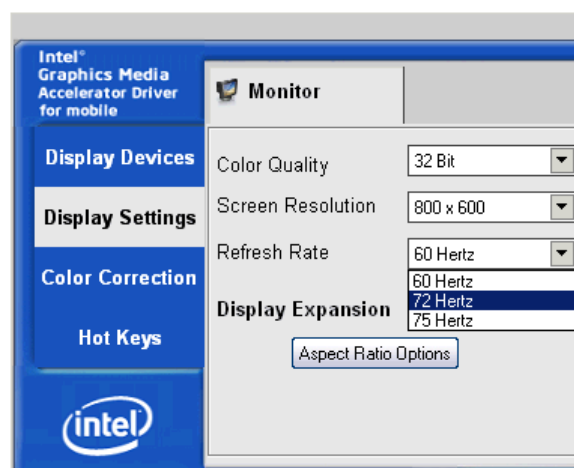 Intel®
Graphics Media
Accelerator Driver
for mobile
Monitor
Display Devices
Display Settings
Color Correction
Hot Keys
intel
Color Quality
32 Bit
Screen Resolution
800 x 600
Refresh Rate
60 Hertz
60 Hertz
72 Hertz
75 Hertz
Display Expansion
Aspect Ratio Options